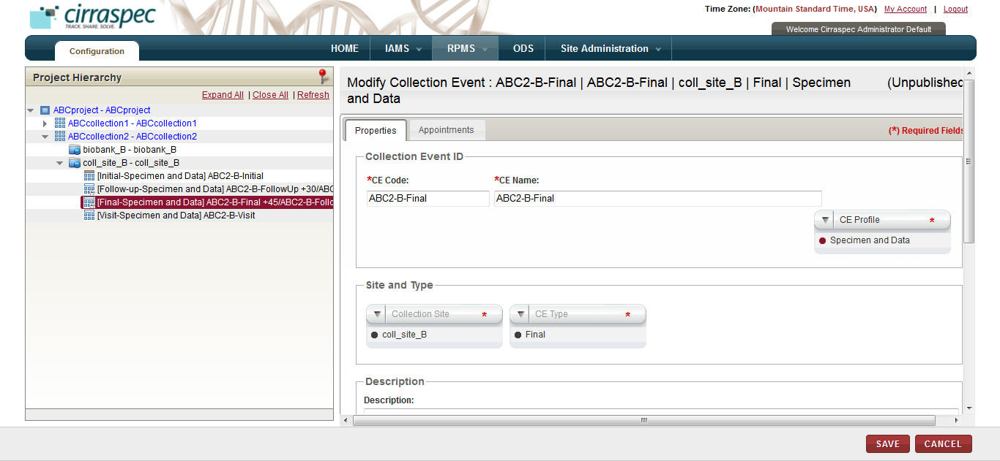 cirraspec
TRACK. SHARE. SOLVE.
Time Zone: (Mountain Standard Time, USA) My Account | Logout
Welcome Cirraspec Administrator Default
Configuration
HOME IAMS RPMS ODS Site Administration
Project Hierarchy
Expand All | Close All | Refresh
ABCproject - ABCproject
ABCcollection1 - ABCcollection1
ABCcollection2 - ABCcollection2
biobank_B - biobank_B
coll_site_B - coll_site_B
[Initial-Specimen and Data] ABC2-B-Initial
[Follow-up-Specimen and Data] ABC2-B-FollowUp +30/ABC
[Final-Specimen and Data] ABC2-B-Final +45/ABC2-B-Follo
[Visit-Specimen and Data] ABC2-B-Visit
Modify Collection Event : ABC2-B-Final | ABC2-B-Final | coll_site_B | Final | Specimen (Unpublished
and Data
Properties Appointments
(*) Required Fields
Collection Event ID
*CE Code: *CE Name:
ABC2-B-Final ABC2-B-Final
CE Profile *
Specimen and Data
Site and Type
Collection Site * CE Type *
coll_site_B Final
Description
Description:
SAVE CANCEL